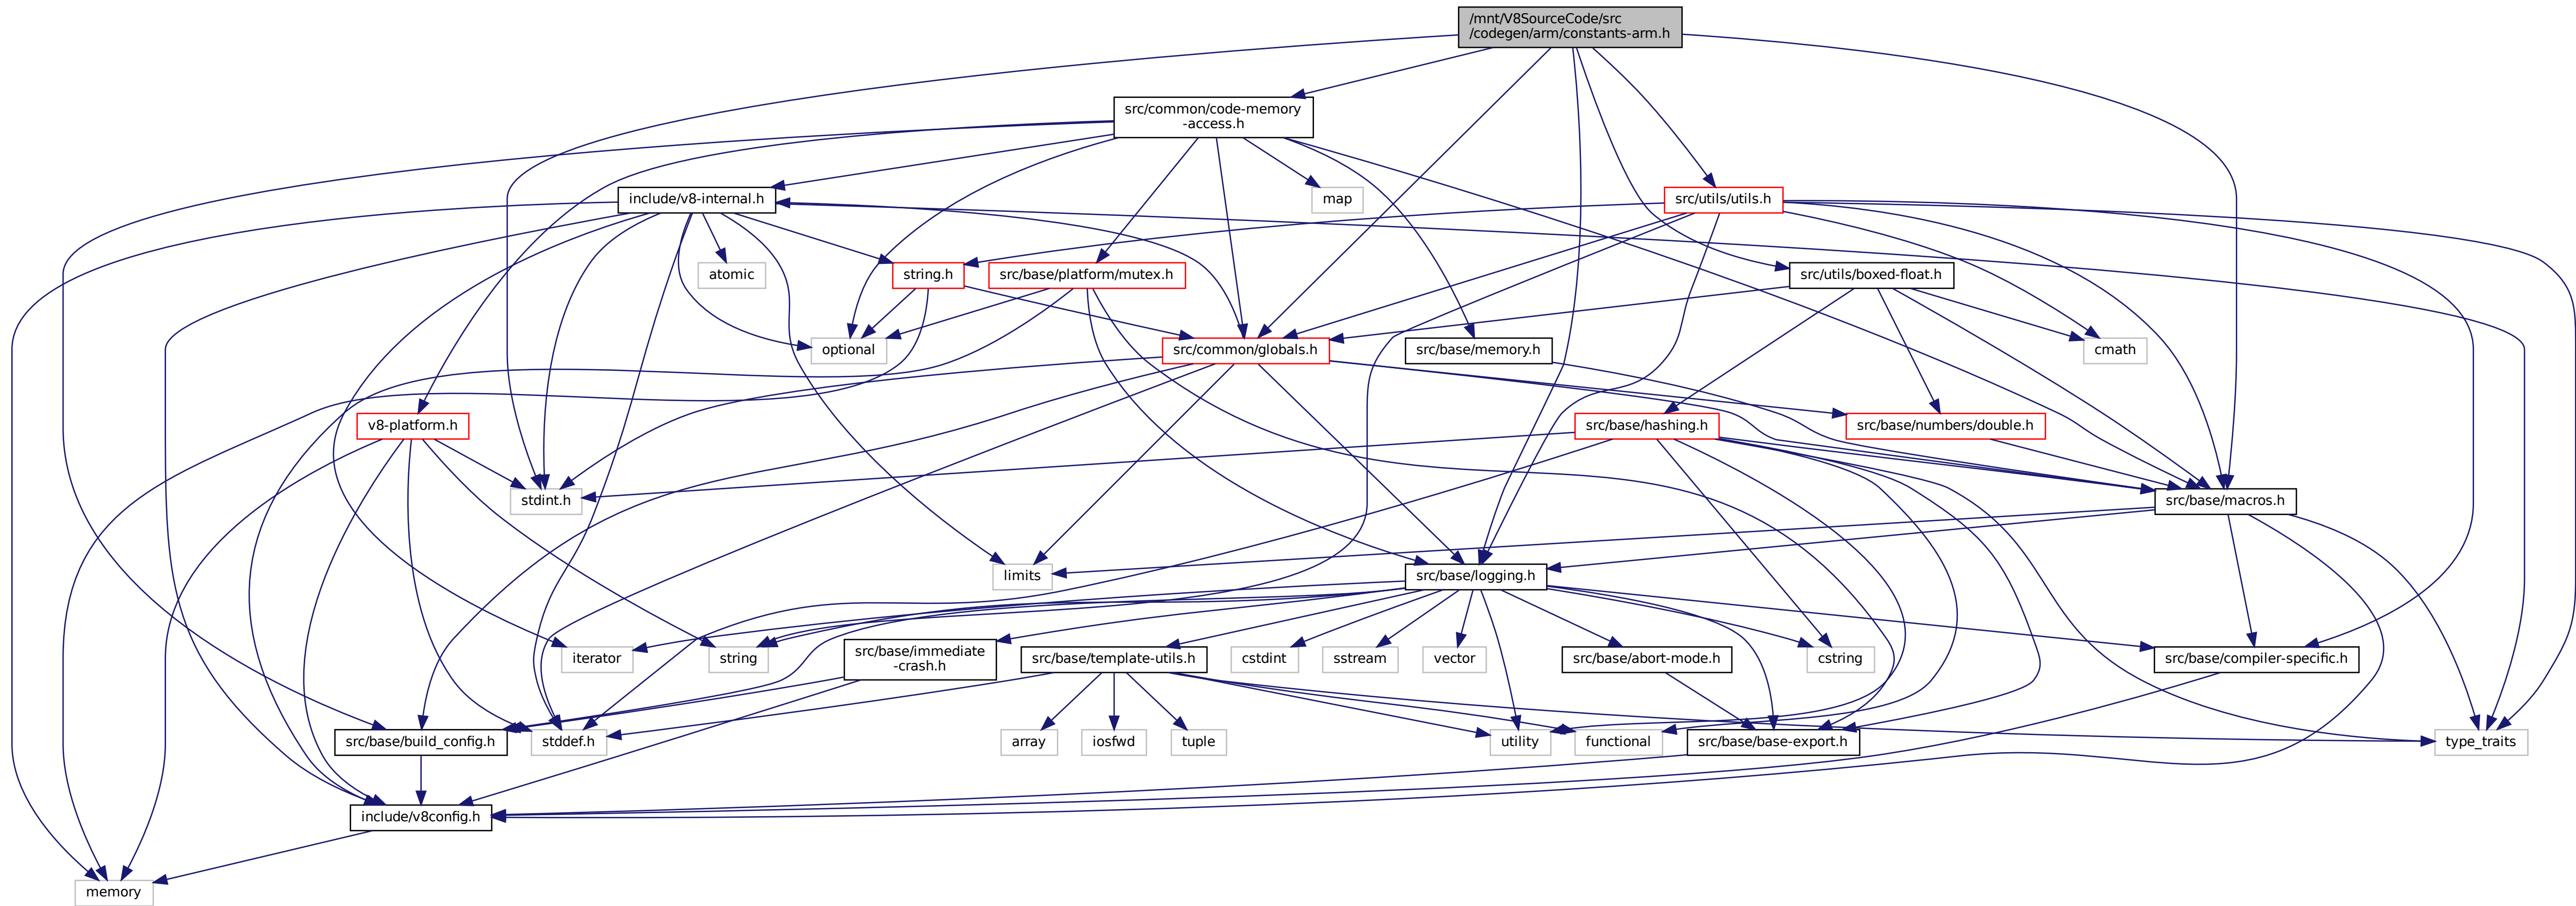 /mnt/V8SourceCode/src
/codegen/arm/constants-arm.h
src/common/code-memory
-access.h
include/v8-internal.h
map
src/utils/utils.h
atomic
string.h
src/base/platform/mutex.h
src/utils/boxed-float.h
optional
src/common/globals.h
src/base/memory.h
cmath
v8-platform.h
src/base/hashing.h
src/base/numbers/double.h
stdint.h
src/base/macros.h
limits
src/base/logging.h
iterator
string
src/base/immediate
-crash.h
src/base/template-utils.h
cstdint
sstream
vector
src/base/abort-mode.h
cstring
src/base/compiler-specific.h
src/base/build_config.h
stddef.h
array
iosfwd
tuple
utility
functional
src/base/base-export.h
type_traits
include/v8config.h
memory